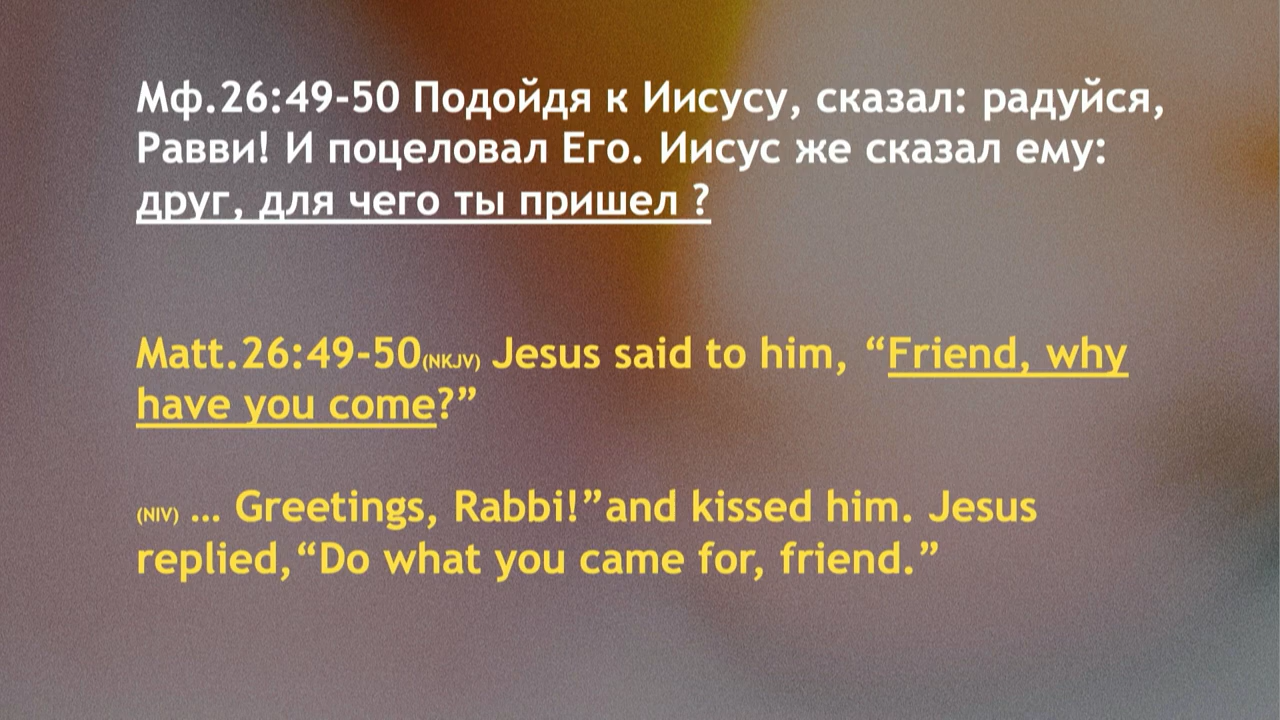 Мф.26:49-50 Подойдя к Иисусу, сказал: радуйся,
Равви! И поцеловал Его. Иисус же сказал ему:
друг, для чего ты пришел ?
Matt.26:49-50(NKJV) Jesus said to him, “Friend, why
have you come?”
(NIV) … Greetings, Rabbi!”and kissed him. Jesus
replied,“Do what you came for, friend.”